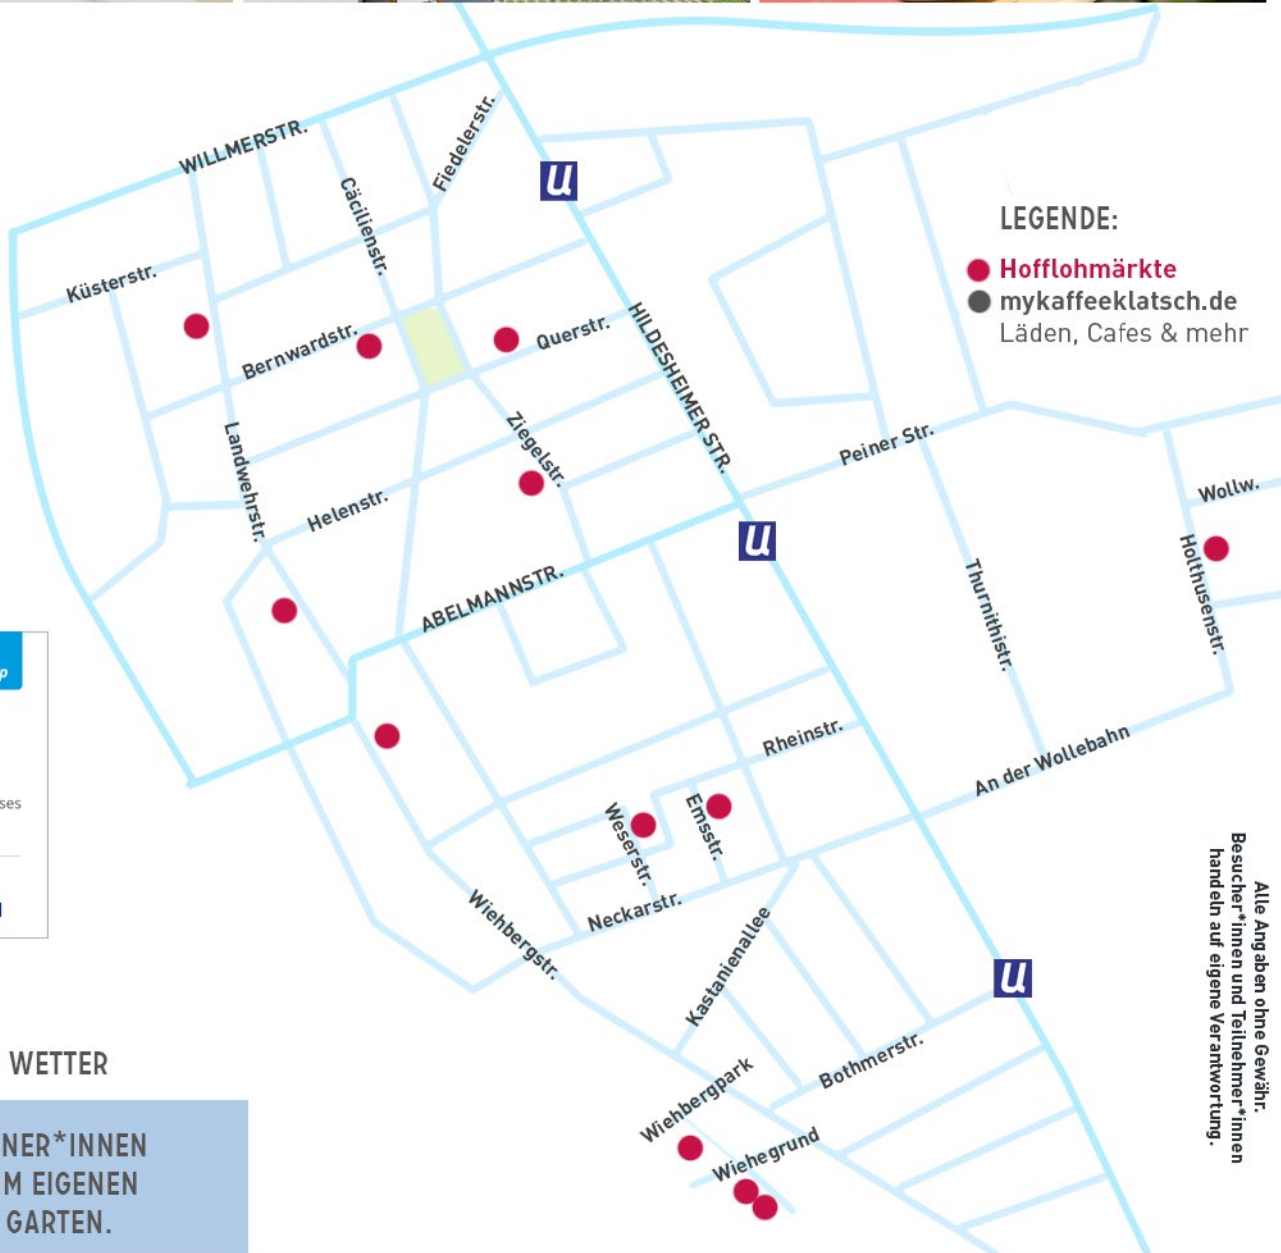 WILLMERSTR.
Fiedelerstr.
Cäcilienstr.
U
LEGENDE:
Hofflohmärkte
mykaffeeklatsch.de
Läden, Cafes & mehr
Küsterstr.
Bernwardstr.
Querstr.
HILDESHEIMER STR.
Landwehrstr.
Ziegelstr.
Peiner Str.
Helenstr.
Wollw.
U
ABELMANNSTR.
Thurnithistr.
Holthusenstr.
p
Rheinstr.
An der Wollebahn
ses
Weserstr.
Emsstr.
Neckarstr.
Wiehbergstr.
Kastanienallee
U
Alle Angaben ohne Gewähr.
Besucher*innen und Teilnehmer*innen
handeln auf eigene Verantwortung.
WETTER
Bothmerstr.
Wiehbergpark
Wiehegrund
NER*INNEN
M EIGENEN
GARTEN.